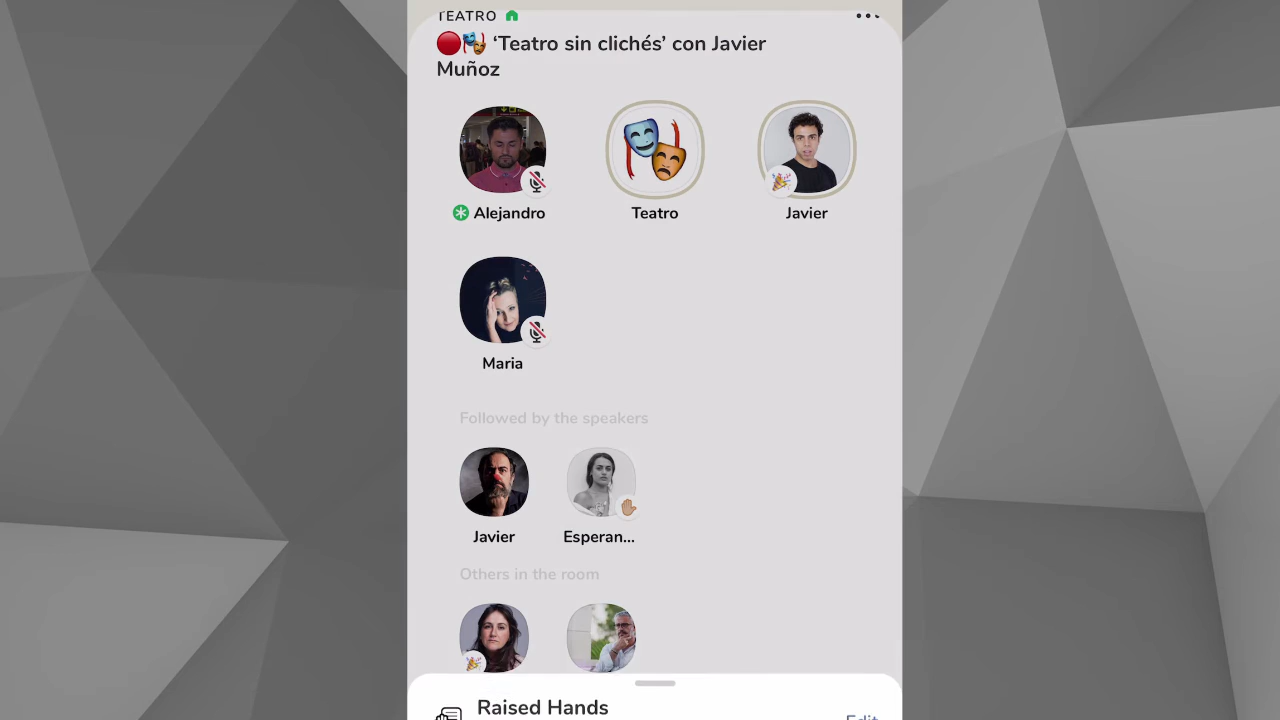 TEATRO
🔴🎭 ‘Teatro sin clichés’ con Javier
Muñoz
Alejandro
Teatro
Javier
Maria
Followed by the speakers
Javier
Esperan...
Others in the room
Raised Hands
Edit